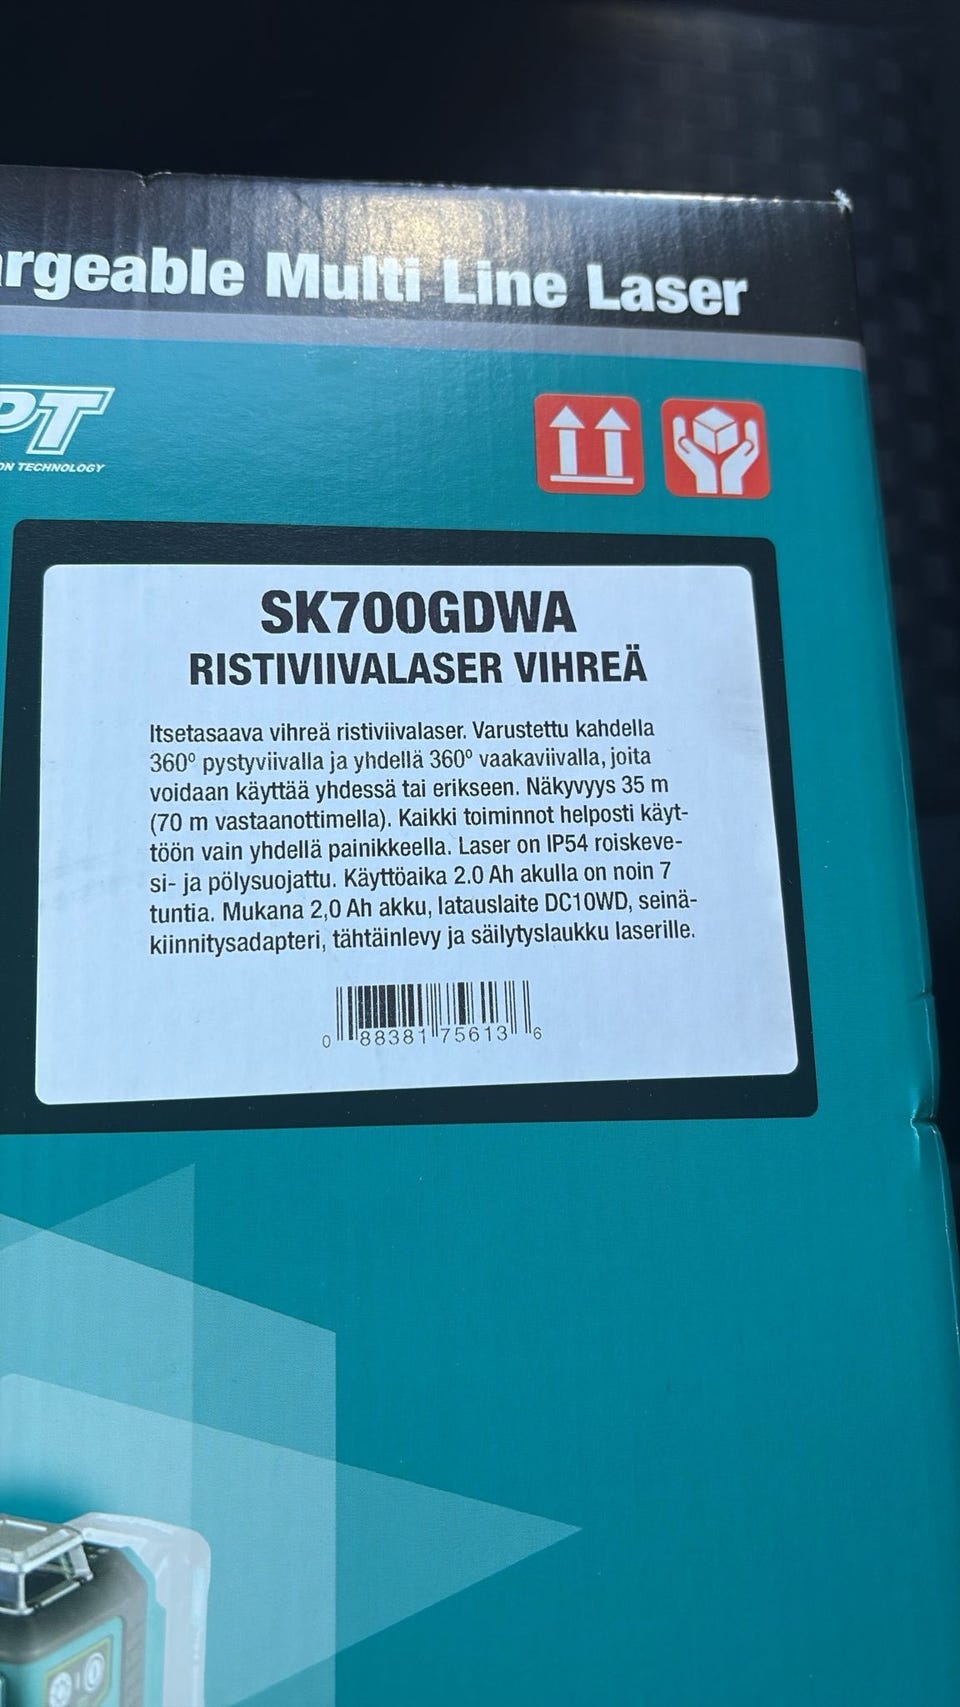 argeable Multi Line Laser
PT
ON TECHNOLOGY
SK700GDWA
RISTIVIIVALASER VIHREÄ
Itsetasaava vihreä ristiviivalaser. Varustettu kahdella
360º pystyviivalla ja yhdellä 360º vaakaviivalla, joita
voidaan käyttää yhdessä tai erikseen. Näkyvyys 35 m
(70 m vastaanottimella). Kaikki toiminnot helposti käyt-
töön vain yhdellä painikkeella. Laser on IP54 roiskeve-
si- ja pölysuojattu. Käyttöaika 2.0 Ah akulla on noin 7
tuntia. Mukana 2,0 Ah akku, latauslaite DC10WD, seinä-
kiinnitysadapteri, tähtäinlevy ja säilytyslaukku laserille.
0 88381 75613 6